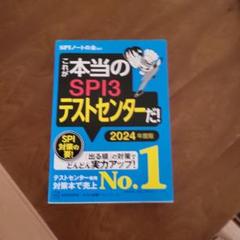 SPIノートの会編著
これが
本当の
SPI3
テストセンターだ!
2024年度版
SPI
対策の
要!
「出る順」の対策で
どんどん実力アップ!
テストセンター専用
対策本で売上
No.1